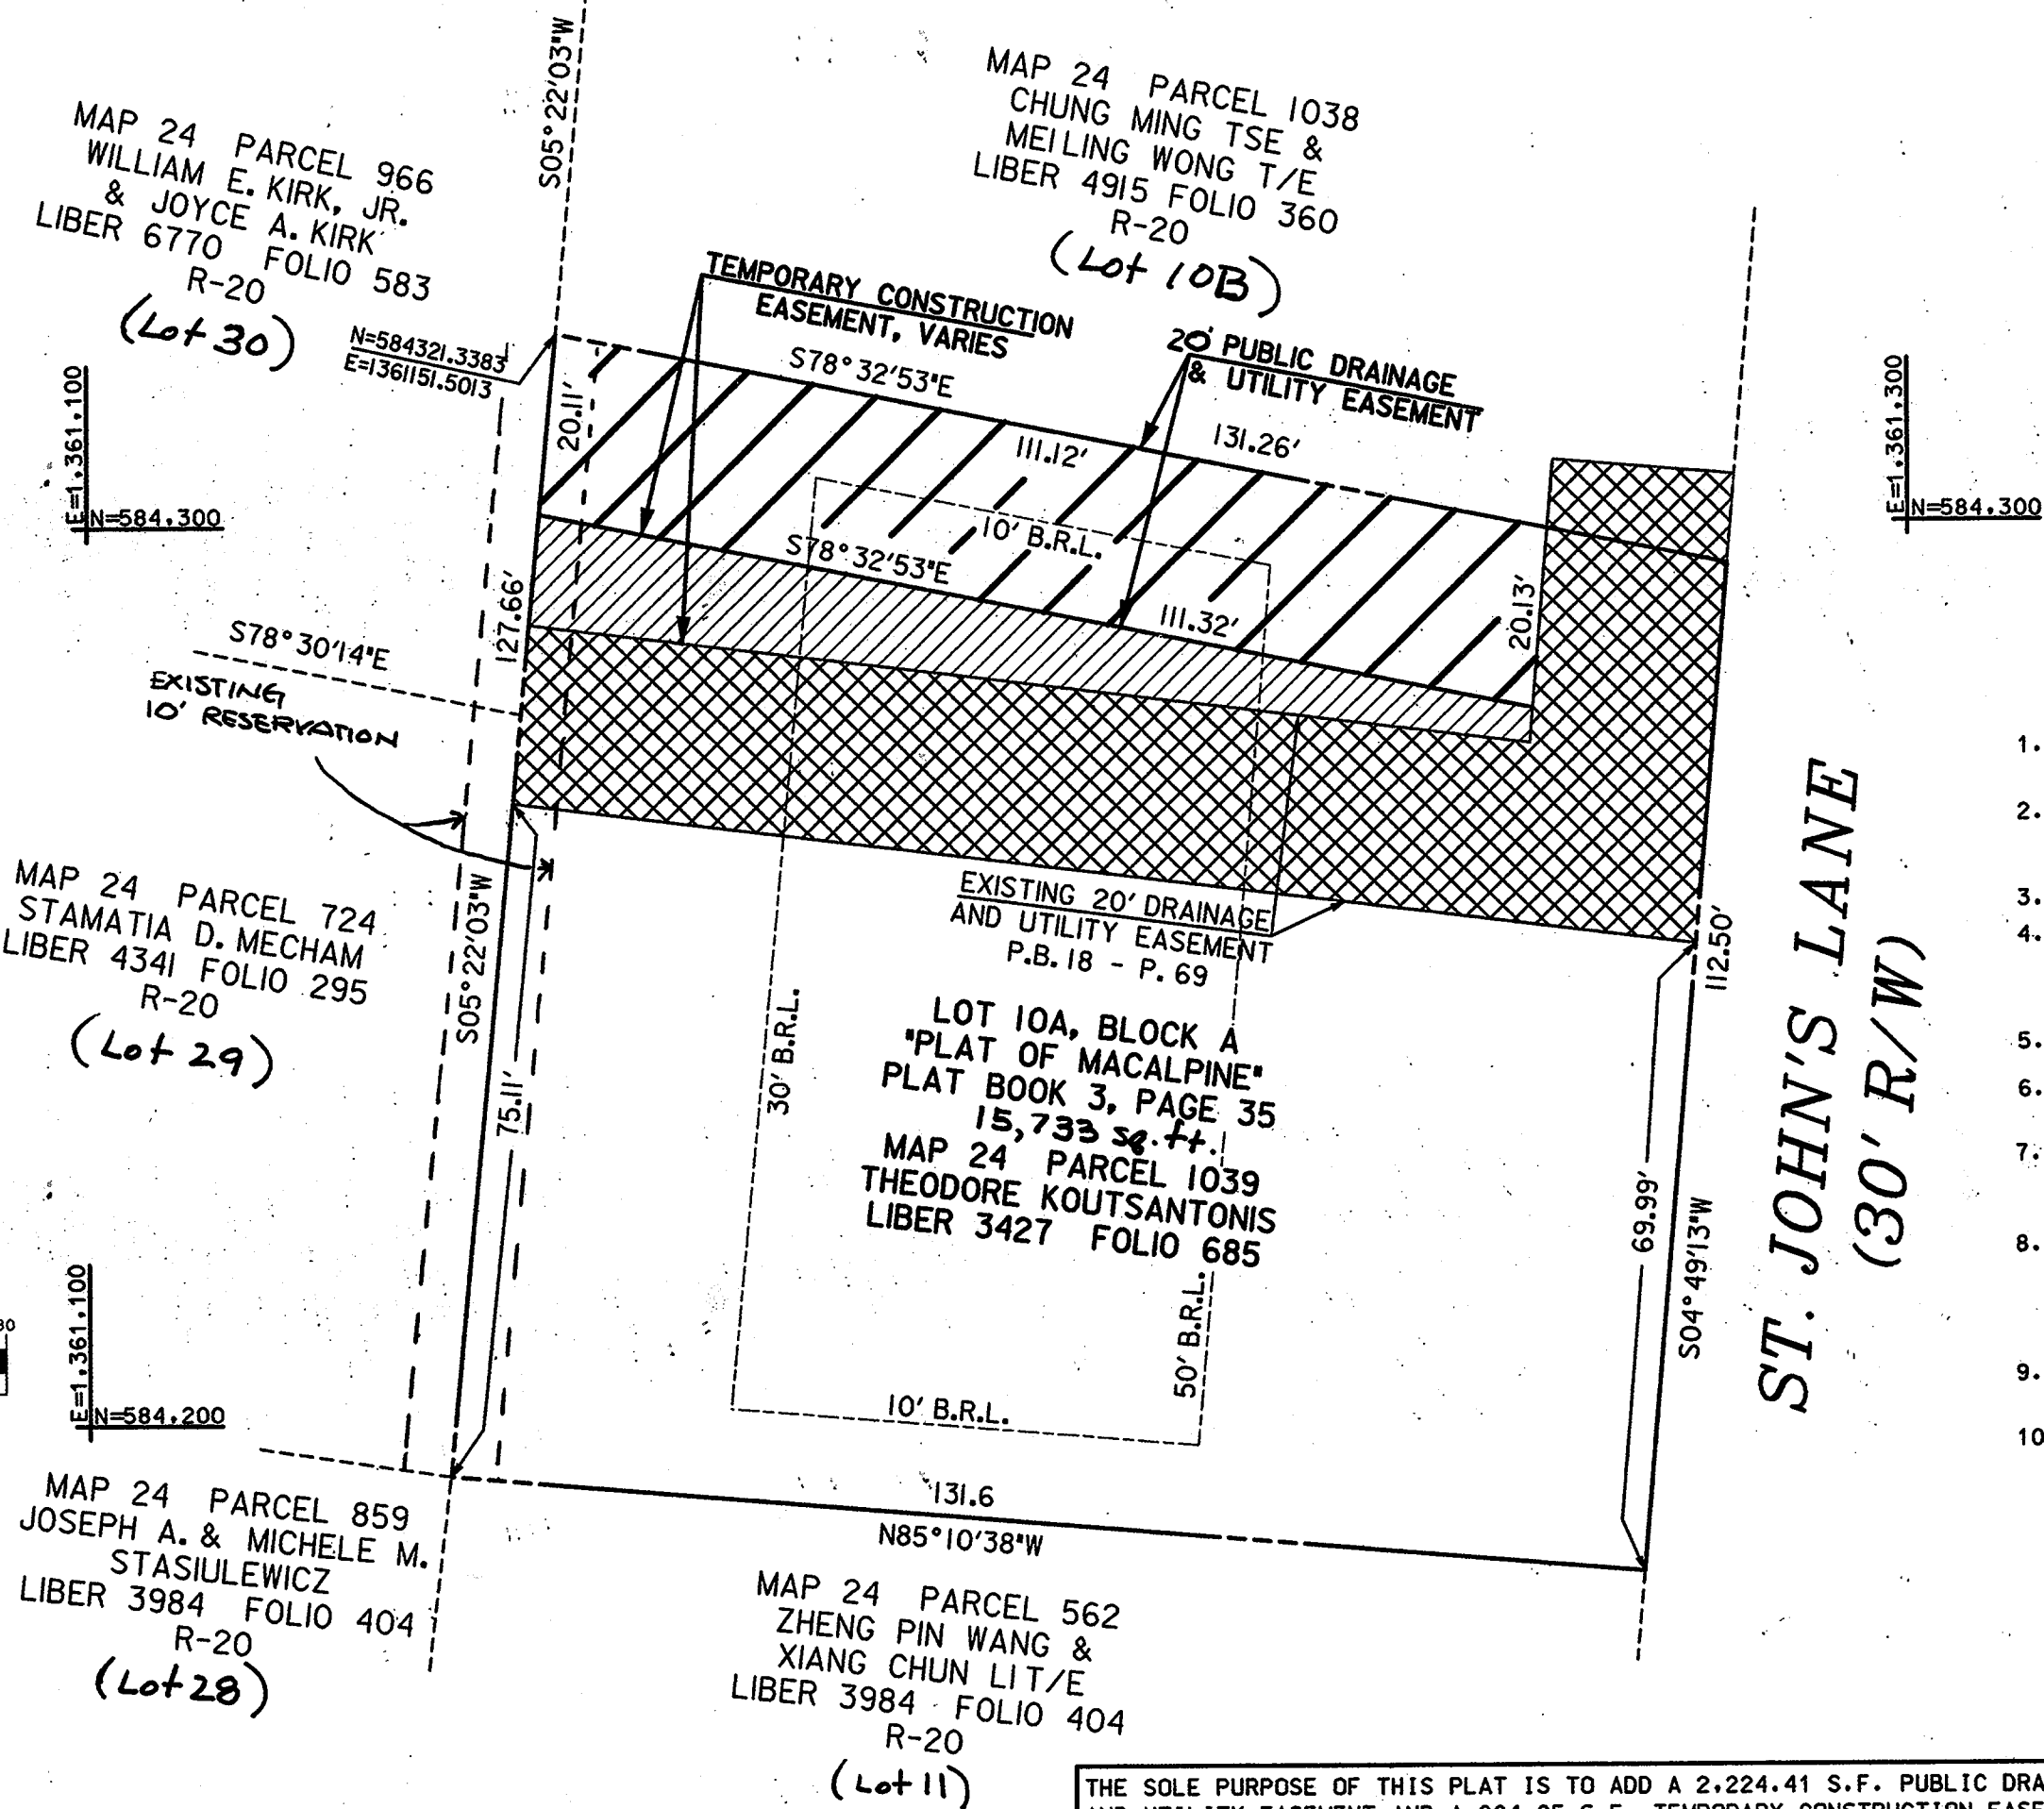 S05°22'03"W
MAP 24 PARCEL 1038
CHUNG MING TSE &
MEILING WONG T/E
LIBER 4915 FOLIO 360
R-20
(Lot 10B)
MAP 24 PARCEL 966
WILLIAM E. KIRK, JR.
& JOYCE A. KIRK
LIBER 6770 FOLIO 583
R-20
(Lot 30)
N=584321.3383
E=1361151.5013
TEMPORARY CONSTRUCTION
EASEMENT, VARIES
20' PUBLIC DRAINAGE
& UTILITY EASEMENT
S78°32'53"E
131.26'
111.12'
20.11'
E=1,361,100
N=584,300
E=1,361,300
N=584,300
10' B.R.L.
S78°32'53"E
111.32'
20.13'
127.66'
S78°30'14"E
EXISTING
10' RESERVATION
MAP 24 PARCEL 724
STAMATIA D. MECHAM
LIBER 4341 FOLIO 295
R-20
(Lot 29)
S05°22'03"W
75.11'
30' B.R.L.
EXISTING 20' DRAINAGE
AND UTILITY EASEMENT
P.B. 18 - P. 69
LOT 10A, BLOCK A
"PLAT OF MACALPINE"
PLAT BOOK 3, PAGE 35
15,733 sq. ft.
MAP 24 PARCEL 1039
THEODORE KOUTSANTONIS
LIBER 3427 FOLIO 685
50' B.R.L.
10' B.R.L.
112.50'
69.99'
S04°49'13"W
ST. JOHN'S LANE
(30' R/W)
1.
2.
3.
4.
5.
6.
7.
8.
9.
10
E=1,361,100
N=584,200
131.6
N85°10'38"W
MAP 24 PARCEL 859
JOSEPH A. & MICHELE M.
STASIULEWICZ
LIBER 3984 FOLIO 404
R-20
(Lot 28)
MAP 24 PARCEL 562
ZHENG PIN WANG &
XIANG CHUN LI T/E
LIBER 3984 FOLIO 404
R-20
(Lot 11)
THE SOLE PURPOSE OF THIS PLAT IS TO ADD A 2,224.41 S.F. PUBLIC DRA